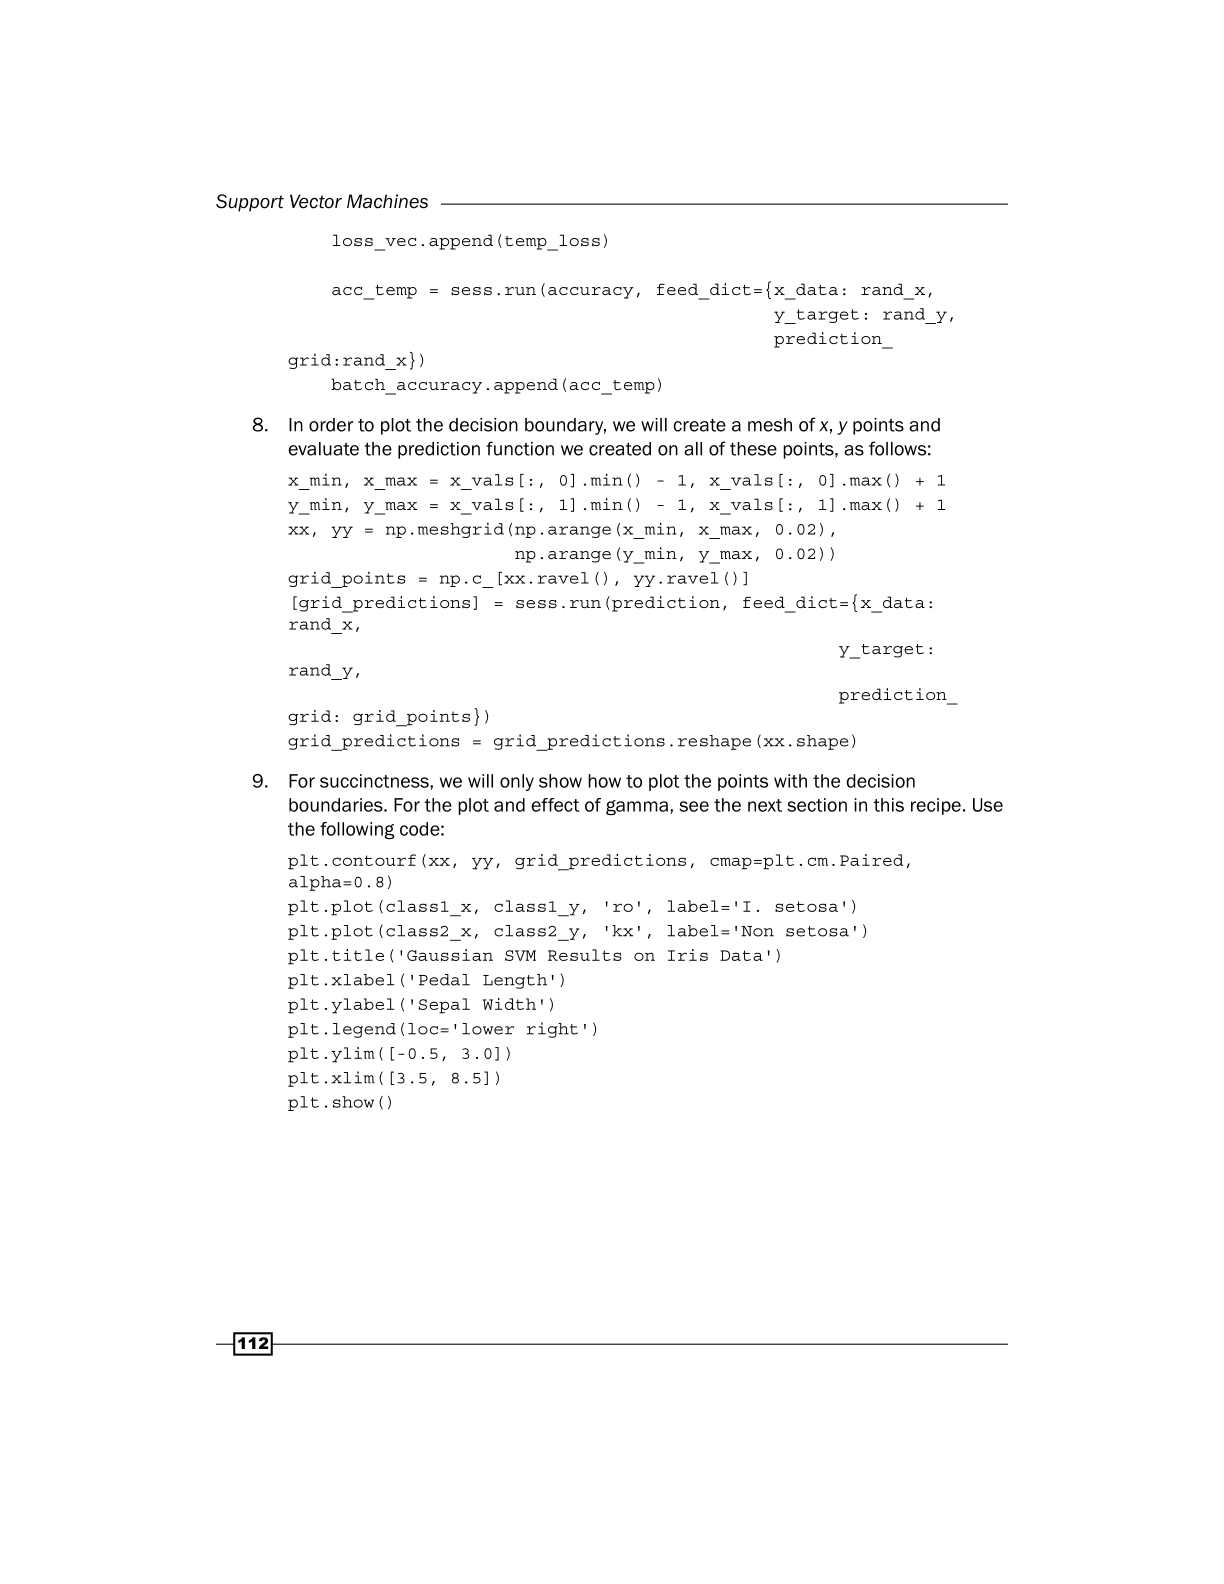 Support Vector Machines
loss_vec.append(temp_loss)
acc_temp = sess.run(accuracy, feed_dict={x_data: rand_x,
y_target: rand_y,
prediction_
grid:rand_x})
batch_accuracy.append(acc_temp)
8. In order to plot the decision boundary, we will create a mesh of x, y points and
evaluate the prediction function we created on all of these points, as follows:
x_min, x_max = x_vals[:, 0].min() - 1, x_vals[:, 0].max() + 1
y_min, y_max = x_vals[:, 1].min() - 1, x_vals[:, 1].max() + 1
xx, yy = np.meshgrid(np.arange(x_min, x_max, 0.02),
np.arange(y_min, y_max, 0.02))
grid_points = np.c_[xx.ravel(), yy.ravel()]
[grid_predictions] = sess.run(prediction, feed_dict={x_data:
rand_x,
y_target:
rand_y,
prediction_
grid: grid_points})
grid_predictions = grid_predictions.reshape(xx.shape)
9. For succinctness, we will only show how to plot the points with the decision
boundaries. For the plot and effect of gamma, see the next section in this recipe. Use
the following code:
plt.contourf(xx, yy, grid_predictions, cmap=plt.cm.Paired,
alpha=0.8)
plt.plot(class1_x, class1_y, 'ro', label='I. setosa')
plt.plot(class2_x, class2_y, 'kx', label='Non setosa')
plt.title('Gaussian SVM Results on Iris Data')
plt.xlabel('Pedal Length')
plt.ylabel('Sepal Width')
plt.legend(loc='lower right')
plt.ylim([-0.5, 3.0])
plt.xlim([3.5, 8.5])
plt.show()
112